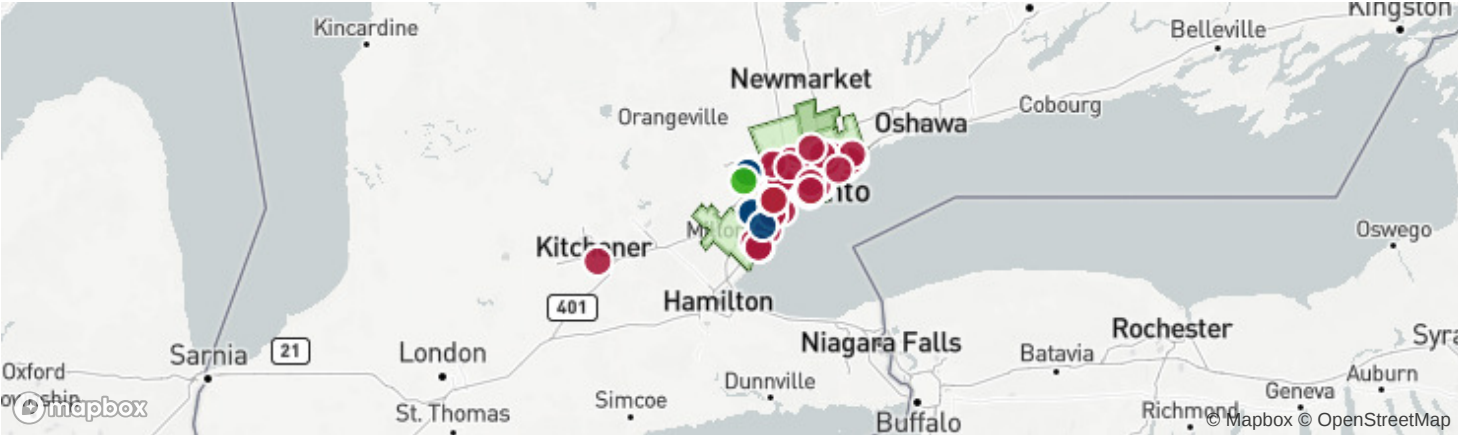 Kingston
Kincardine
Belleville
Newmarket
Orangeville
Cobourg
Oshawa
nto
Oswego
Kitchener
Hamilton
401
Rochester
Niagara Falls
Sarnia
21
London
Batavia
Oxford
Auburn
Dunnville
Geneva
Simcoe
mapbox
St. Thomas
Richmond
Buffalo
© Mapbox © OpenStreetMap